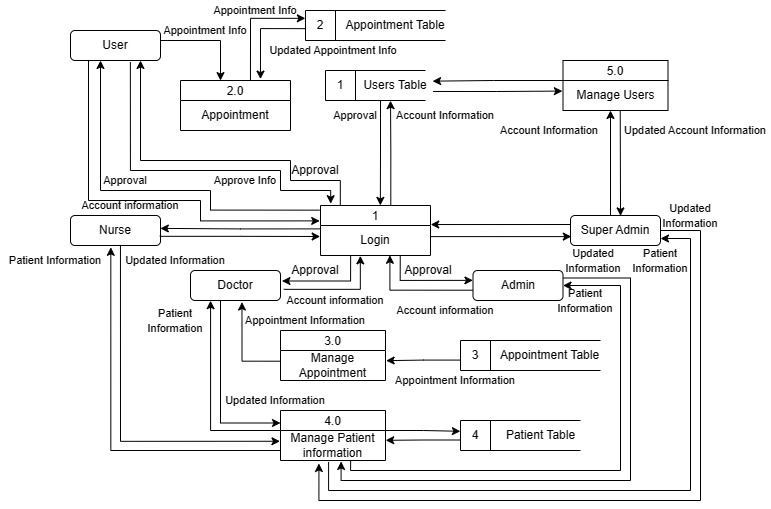 Appointment Info
2 Appointment Table
Appointment Info
User
Updated Appointment Info
2.0
Appointment
1 Users Table
5.0
Manage Users
Approval
Account Information
Account Information
Updated Account Information
Approval
Approval
Approve Info
Account information
1
Login
Nurse
Super Admin
Updated
Information
Patient Information
Updated Information
Updated
Information
Patient
Information
Approval
Approval
Doctor
Admin
Account information
Account information
Patient
Information
Patient
Information
Appointment Information
3.0
Manage
Appointment
3 Appointment Table
Appointment Information
Updated Information
4.0
Manage Patient
information
4 Patient Table